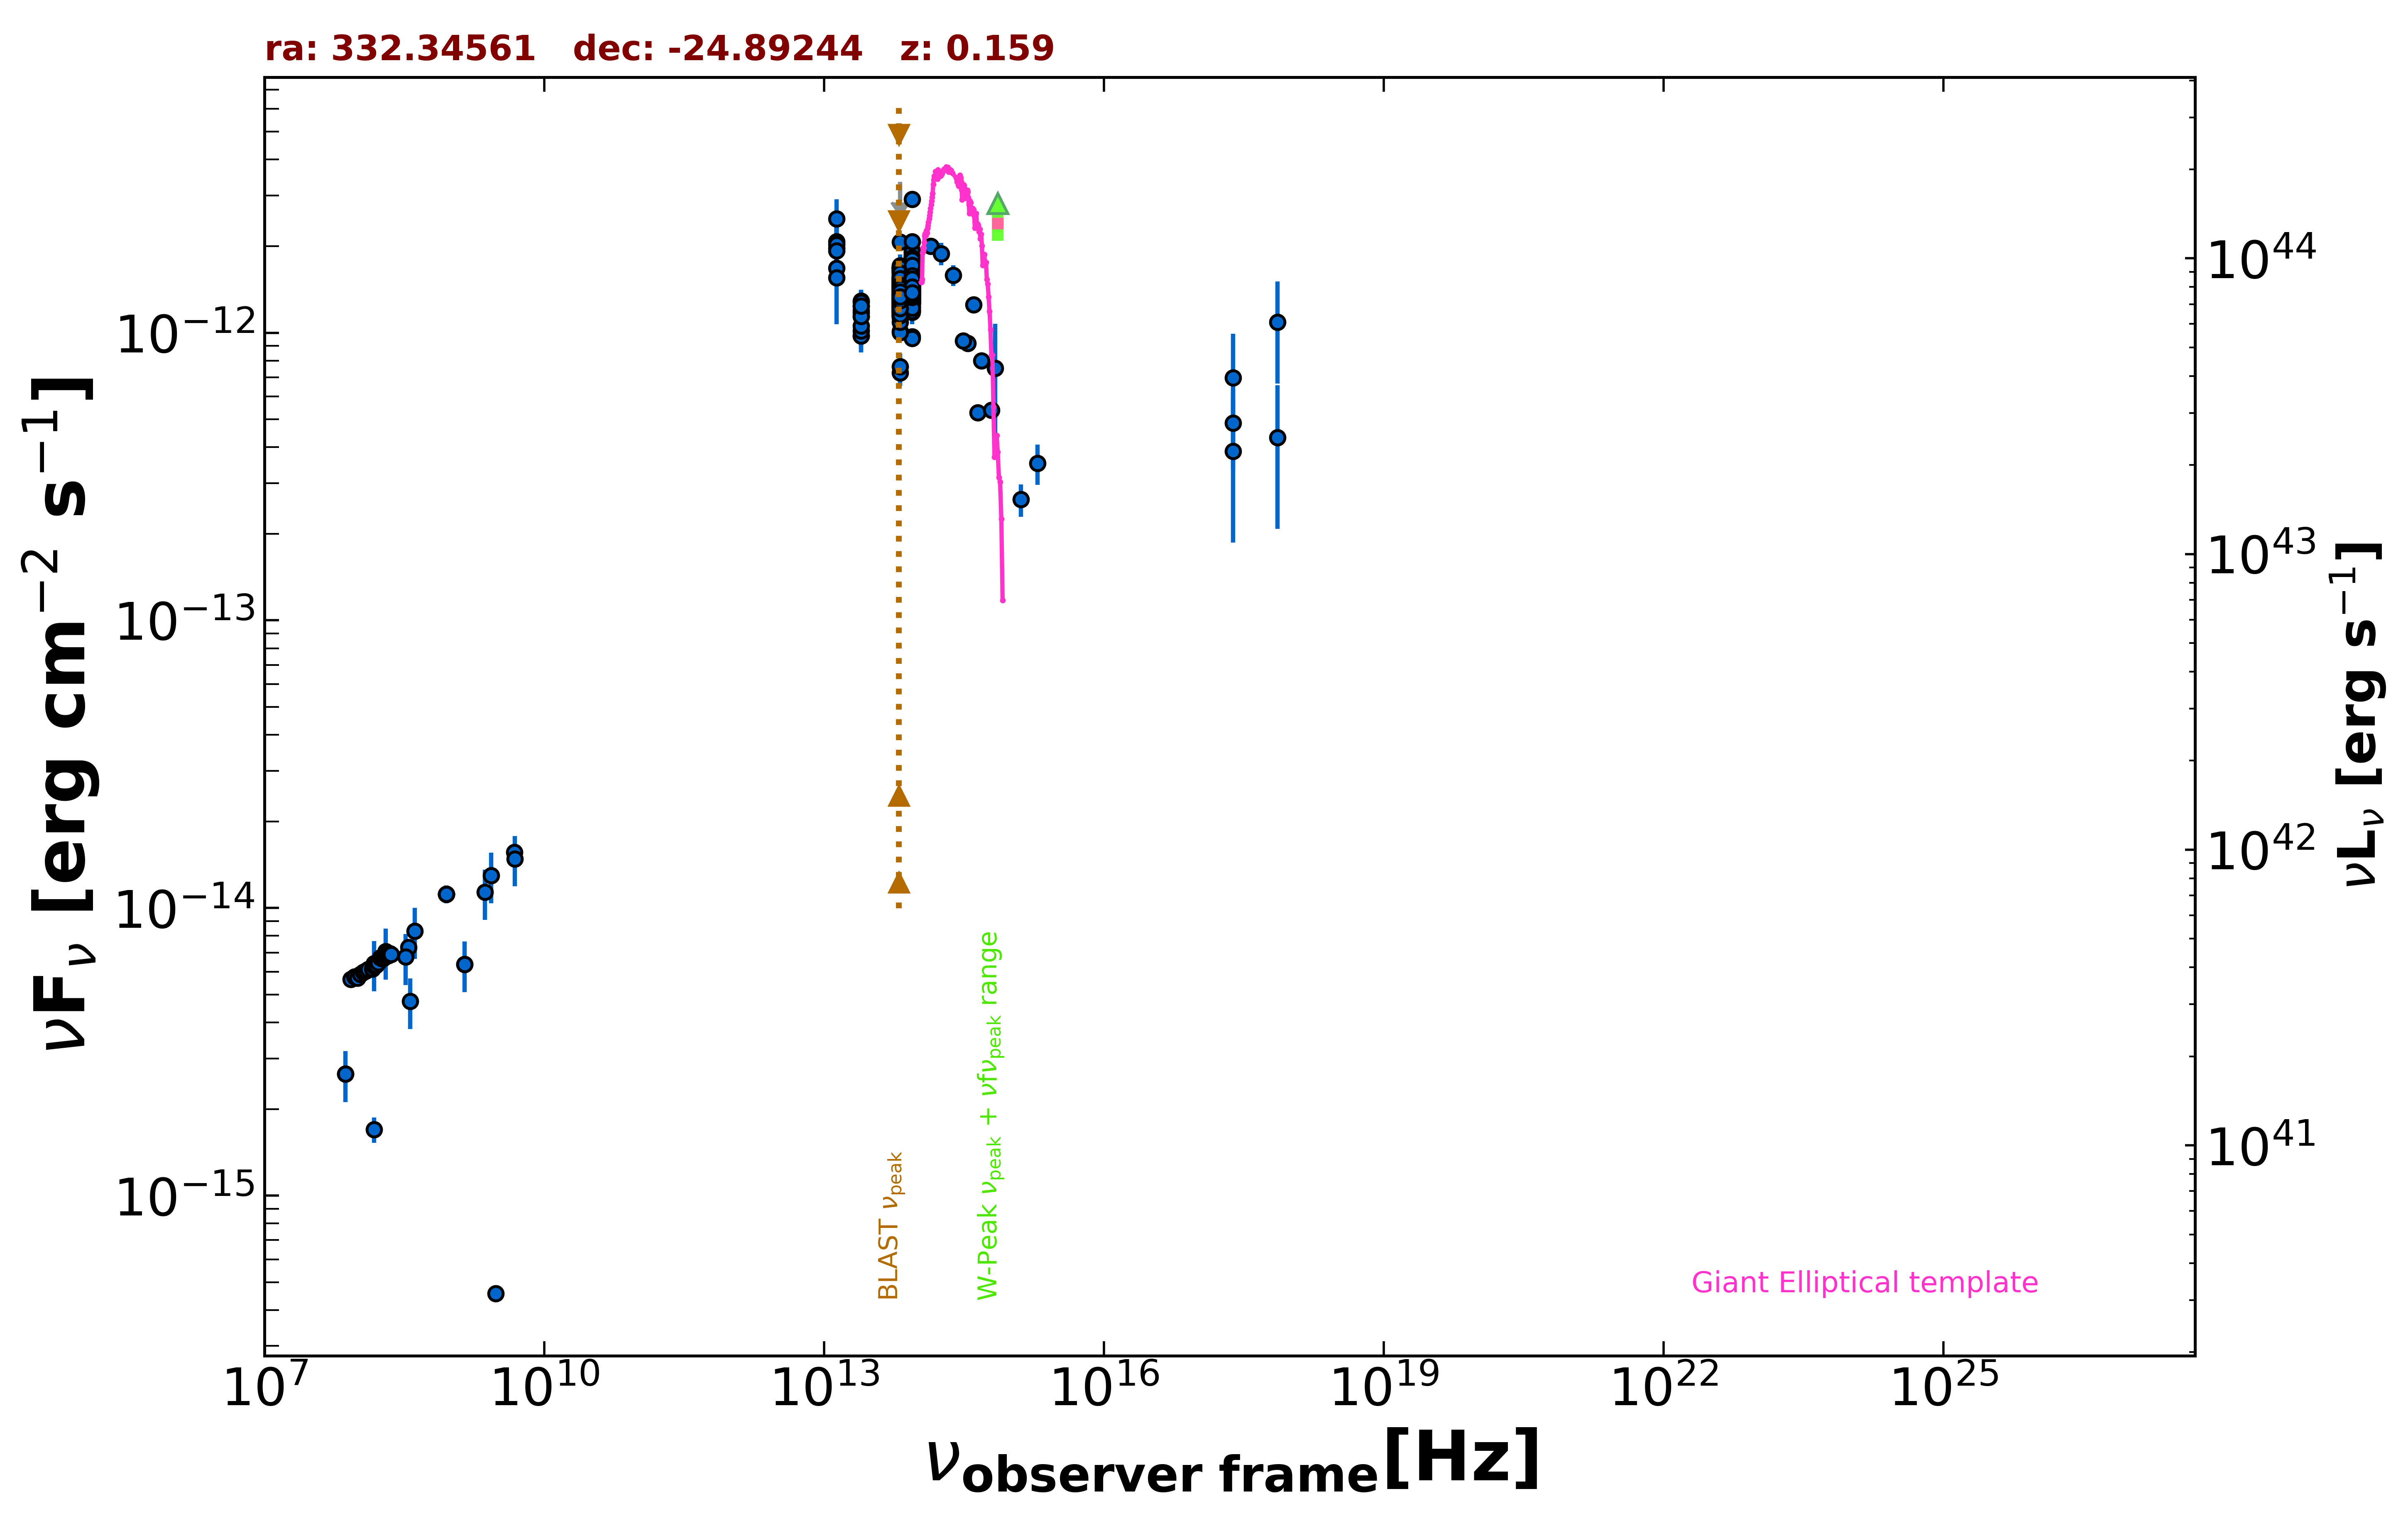 ra: 332.34561   dec: -24.89244   z: 0.159
νFν [erg cm−2 s−1]
10−12
10−13
10−14
10−15
νLν [erg s−1]
1044
1043
1042
1041
BLAST νpeak
W-Peak νpeak + νfνpeak range
Giant Elliptical template
107
1010
1013
1016
1019
1022
1025
νobserver frame[Hz]